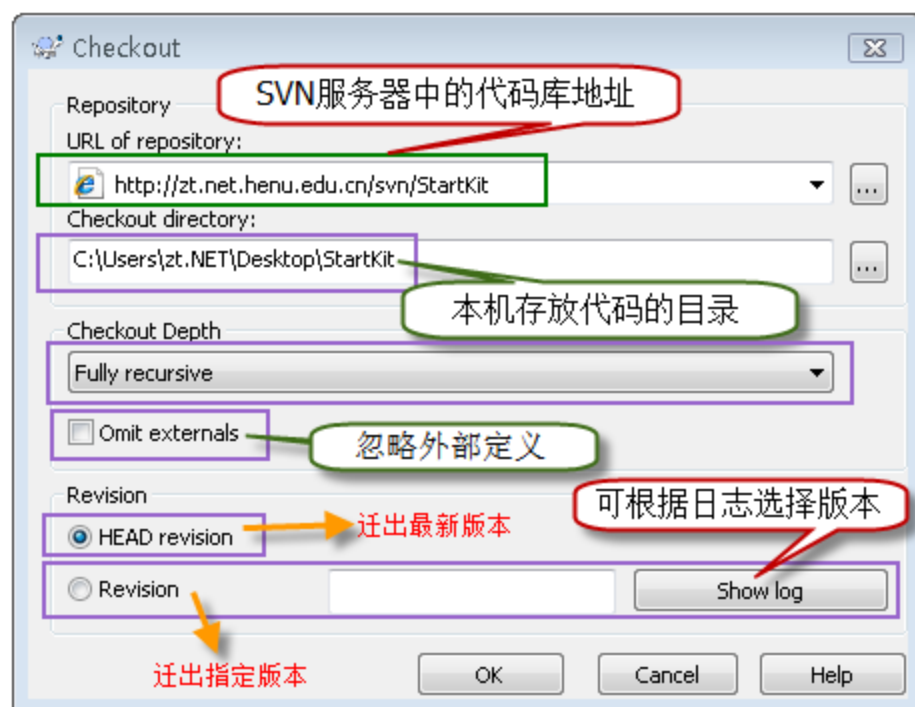 Checkout
SVN服务器中的代码库地址
Repository
URL of repository:
http://zt.net.henu.edu.cn/svn/StartKit
...
Checkout directory:
C:\Users\zt.NET\Desktop\StartKit
...
本机存放代码的目录
Checkout Depth
Fully recursive
Omit externals
忽略外部定义
Revision
可根据日志选择版本
HEAD revision
迁出最新版本
Revision
Show log
迁出指定版本
OK
Cancel
Help